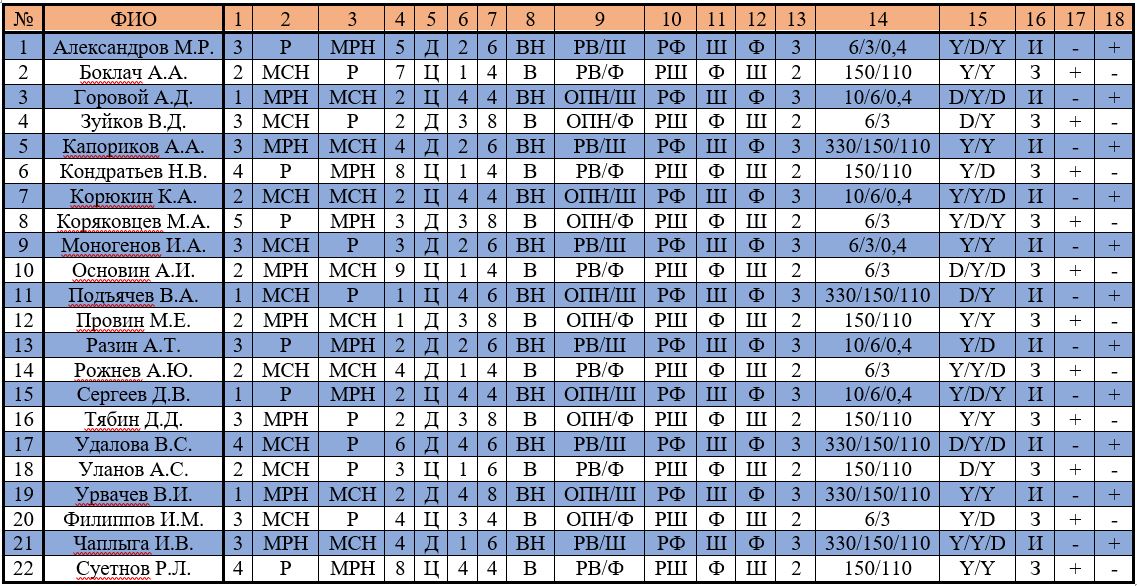 № ФИО 1 2 3 4 5 6 7 8 9 10 11 12 13 14 15 16 17 18
1 Александров М.Р. 3 Р МРН 5 Д 2 6 ВН РВ/Ш РФ Ш Ф 3 6/3/0,4 Y/D/Y И - +
2 Боклач А.А. 2 МСН Р 7 Ц 1 4 В РВ/Ф РШ Ф Ш 2 150/110 Y/Y З + -
3 Горовой А.Д. 1 МРН МСН 2 Ц 4 4 ВН ОПН/Ш РФ Ш Ф 3 10/6/0,4 D/Y/D И - +
4 Зуйков В.Д. 3 МСН Р 2 Д 3 8 В ОПН/Ф РШ Ф Ш 2 6/3 D/Y З + -
5 Капориков А.А. 3 МРН МСН 4 Д 2 6 ВН РВ/Ш РФ Ш Ф 3 330/150/110 Y/Y И - +
6 Кондратьев Н.В. 4 Р МРН 8 Ц 1 4 В РВ/Ф РШ Ф Ш 2 150/110 Y/D З + -
7 Корюкин К.А. 2 МСН МСН 2 Ц 4 4 ВН ОПН/Ш РФ Ш Ф 3 10/6/0,4 Y/Y/D И - +
8 Коряковцев М.А. 5 Р МРН 3 Д 3 8 В ОПН/Ф РШ Ф Ш 2 6/3 Y/D/Y З + -
9 Моногенов И.А. 3 МСН Р 3 Д 2 6 ВН РВ/Ш РФ Ш Ф 3 6/3/0,4 Y/Y И - +
10 Основин А.И. 2 МРН МСН 9 Ц 1 4 В РВ/Ф РШ Ф Ш 2 6/3 D/Y/D З + -
11 Подъячев В.А. 1 МСН Р 1 Ц 4 6 ВН ОПН/Ш РФ Ш Ф 3 330/150/110 D/Y И - +
12 Провин М.Е. 2 МРН МСН 1 Д 3 8 В ОПН/Ф РШ Ф Ш 2 150/110 Y/Y З + -
13 Разин А.Т. 3 Р МРН 2 Д 2 6 ВН РВ/Ш РФ Ш Ф 3 10/6/0,4 Y/D И - +
14 Рожнев А.Ю. 2 МСН МСН 4 Д 1 4 В РВ/Ф РШ Ф Ш 2 6/3 Y/Y/D З + -
15 Сергеев Д.В. 1 Р МРН 2 Ц 4 4 ВН ОПН/Ш РФ Ш Ф 3 10/6/0,4 Y/D/Y И - +
16 Тябин Д.Д. 3 МРН Р 2 Д 3 8 В ОПН/Ф РШ Ф Ш 2 150/110 Y/Y З + -
17 Удалова В.С. 4 МСН Р 6 Д 4 6 ВН РВ/Ш РФ Ш Ф 3 330/150/110 D/Y/D И - +
18 Уланов А.С. 2 МСН Р 3 Ц 1 6 В РВ/Ф РШ Ф Ш 2 150/110 D/Y З + -
19 Урвачев В.И. 1 МРН МСН 2 Д 4 8 ВН ОПН/Ш РФ Ш Ф 3 330/150/110 Y/Y И - +
20 Филиппов И.М. 3 МСН Р 4 Ц 3 4 В ОПН/Ф РШ Ф Ш 2 6/3 Y/D З + -
21 Чаплыга И.В. 3 МРН МСН 4 Д 1 6 ВН РВ/Ш РФ Ш Ф 3 330/150/110 Y/Y/D И - +
22 Суетнов Р.Л. 4 Р МРН 8 Ц 4 4 В РВ/Ф РШ Ф Ш 2 150/110 Y/Y З + -